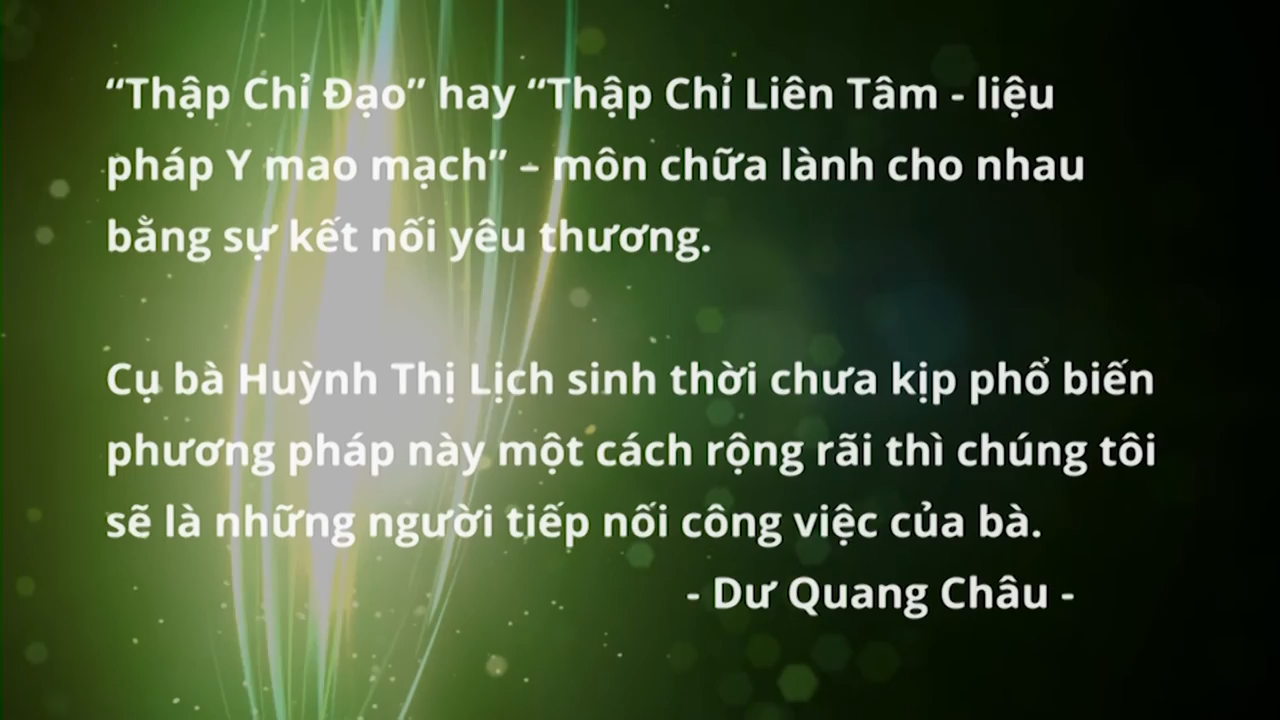 “Thập Chỉ Đạo” hay “Thập Chỉ Liên Tâm - liệu
pháp Y mao mạch” – môn chữa lành cho nhau
bằng sự kết nối yêu thương.
Cụ bà Huỳnh Thị Lịch sinh thời chưa kịp phổ biến
phương pháp này một cách rộng rãi thì chúng tôi
sẽ là những người tiếp nối công việc của bà.
- Dư Quang Châu -